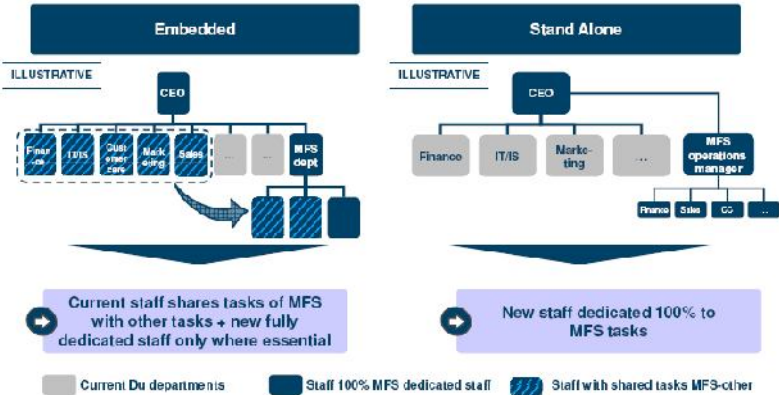 Embedded
Stand Alone
ILLUSTRATIVE
CEO
Finan
-ce
IT/IS
Cust
omer
care
Mark
eting
Sales
...
...
MFS
dept
ILLUSTRATIVE
CEO
Finance
IT/IS
Marke-
ting
...
MFS
operations
manager
Finance
Sales
CC
...
Current staff shares tasks of MFS
with other tasks + new fully
dedicated staff only where essential
New staff dedicated 100% to
MFS tasks
Current Du departments
Staff 100% MFS dedicated staff
Staff with shared tasks MFS-other